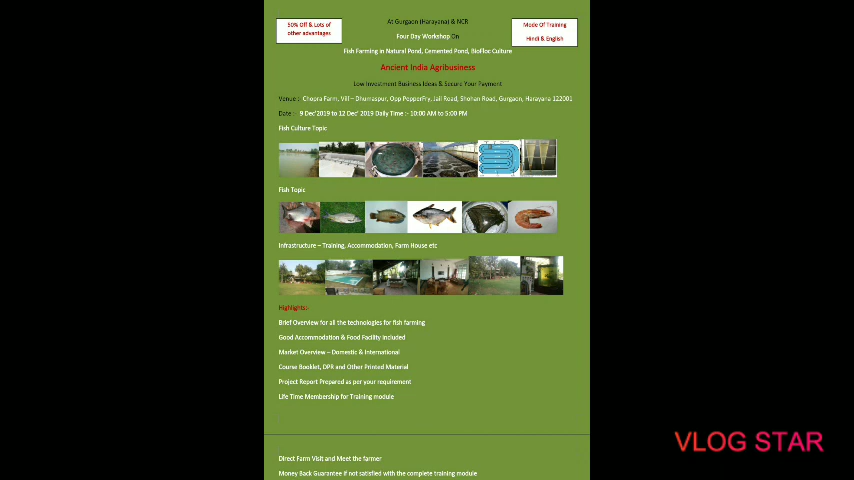 50% Off & Lots of
other advantages
At Gurgaon (Harayana) & NCR
Four Day Workshop On
Mode Of Training
Hindi & English
Fish Farming in Natural Pond, Cemented Pond, BioFloc Culture
Ancient India Agribusiness
Low Investment Business Ideas & Secure Your Payment
Venue : Chopra Farm, Vill – Dhumaspur, Opp.PepperFry, Jail Road, Shohan Road, Gurgaon, Harayana 122001
Date : 9 Dec'2019 to 12 Dec' 2019 Daily Time :- 10:00 AM to 5:00 PM
Fish Culture Topic
Fish Topic
Infrastructure – Training, Accommodation, Farm House etc
Highlights:-
Brief Overview for all the technologies for fish farming
Good Accommodation & Food Facility included
Market Overview – Domestic & International
Course Booklet, DPR and Other Printed Material
Project Report Prepared as per your requirement
Life Time Membership for Training module
Direct Farm Visit and Meet the farmer
Money Back Guarantee if not satisfied with the complete training module
VLOG STAR